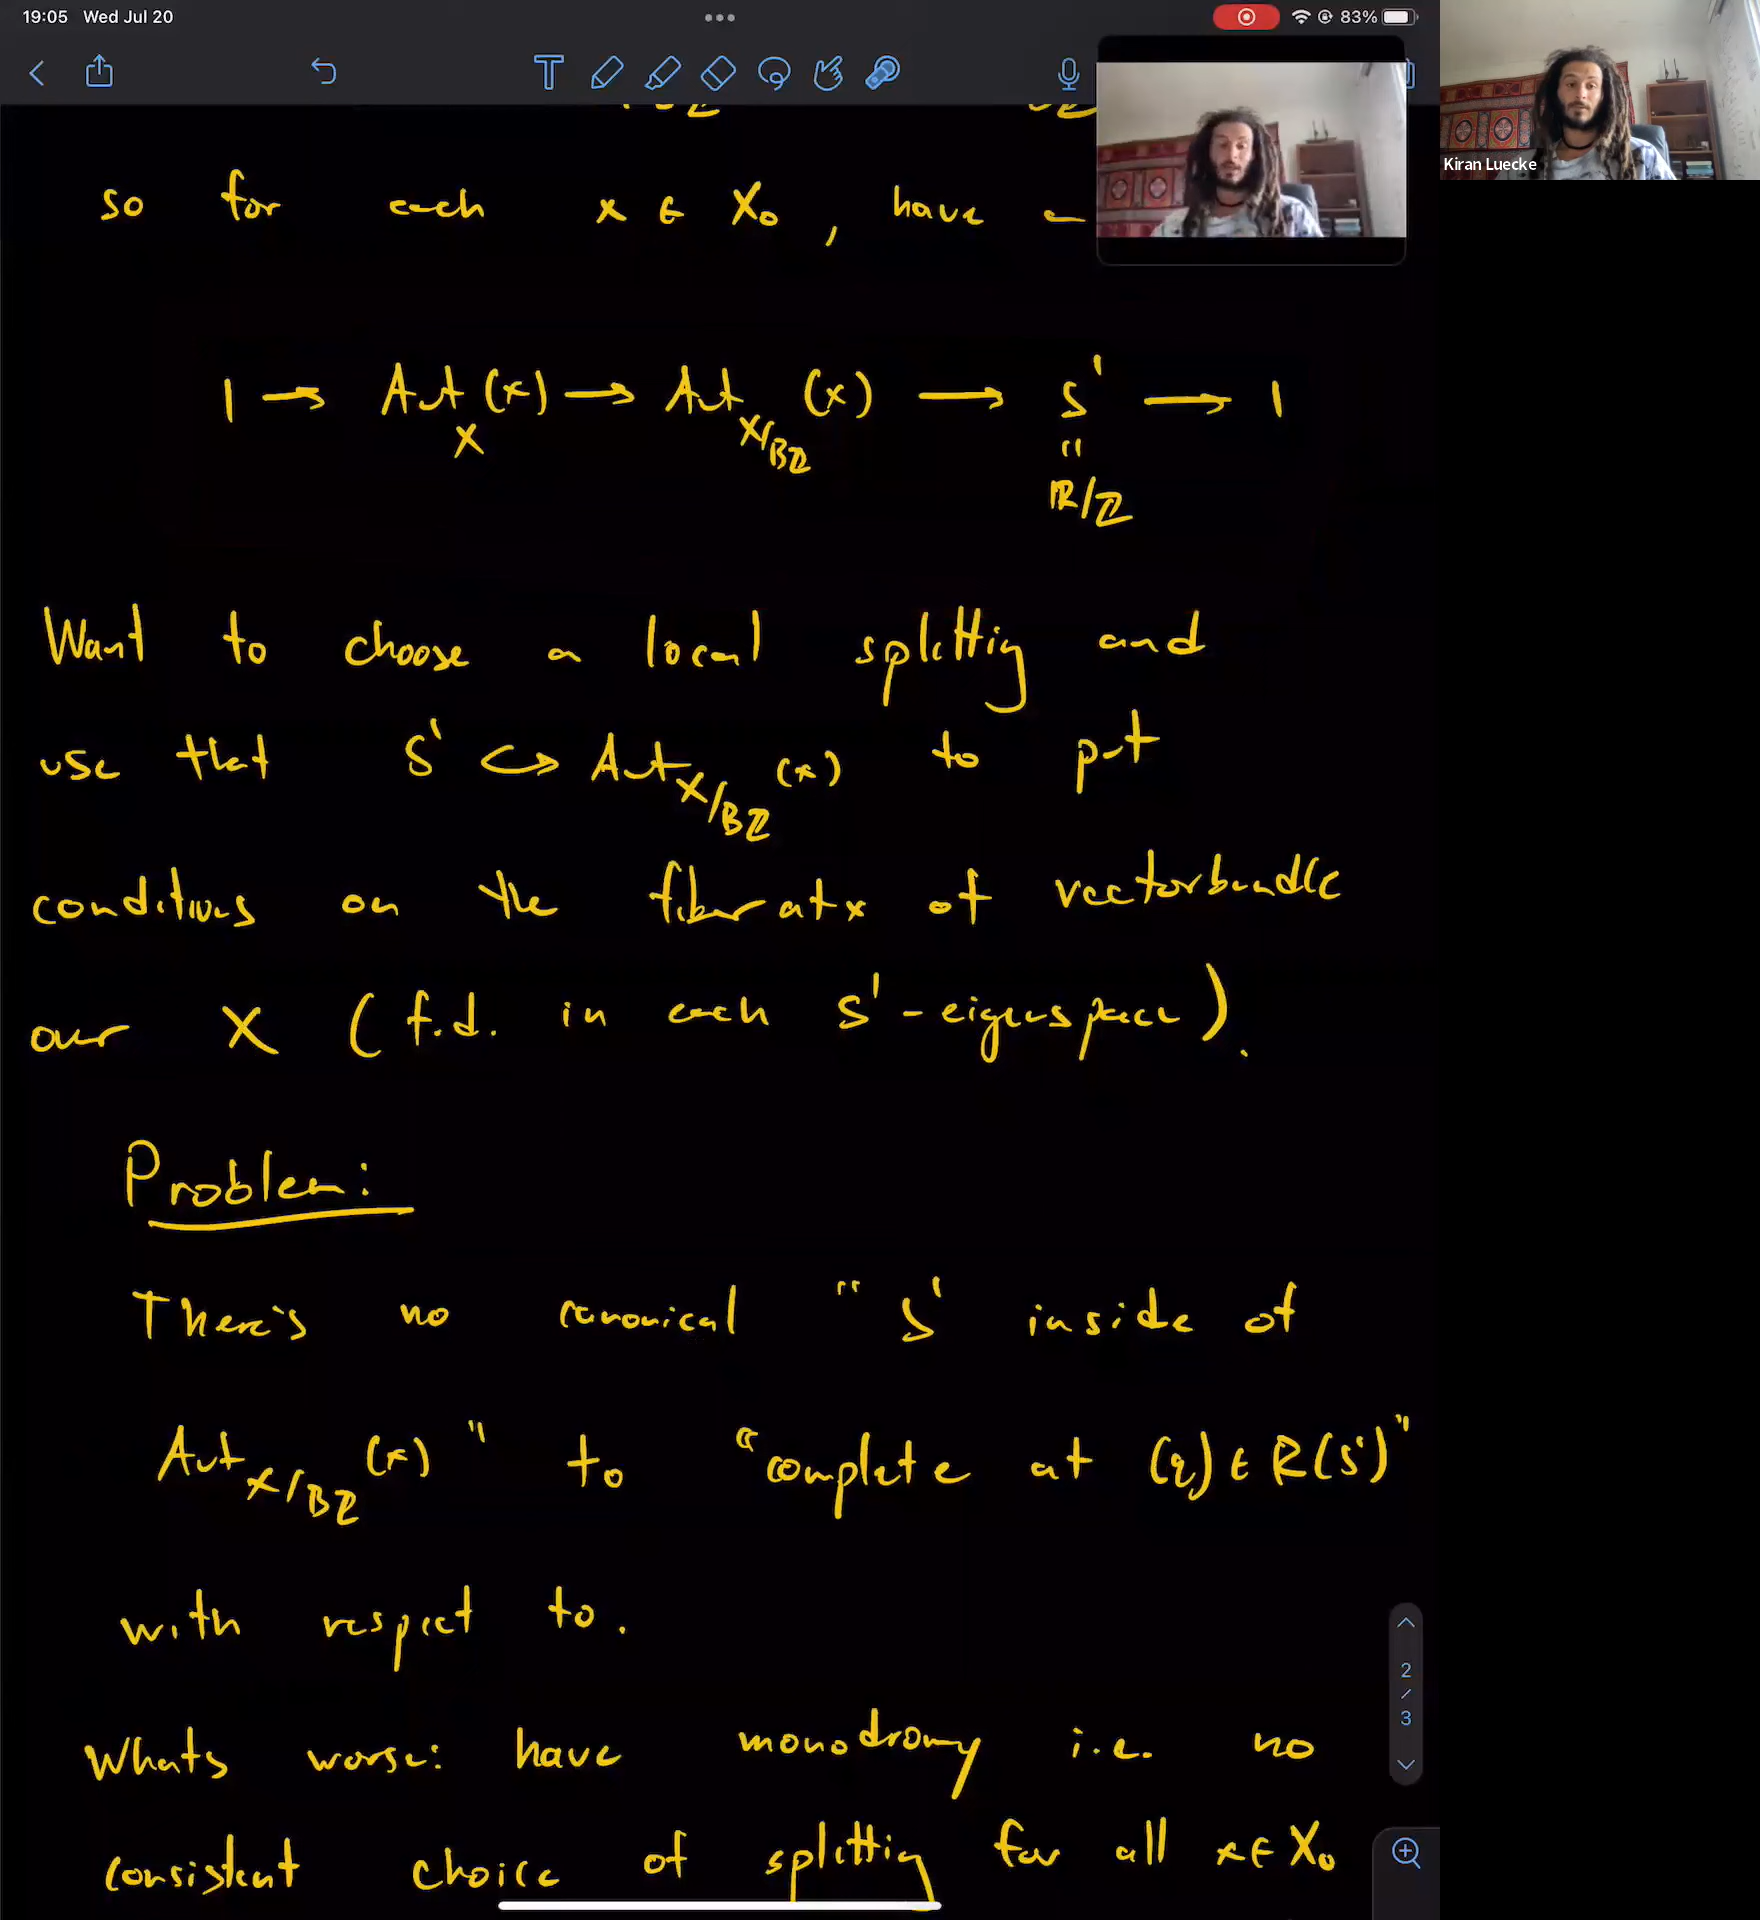 19:05 Wed Jul 20
83%
Kiran Luecke
so for each x ∈ X₀, have
1 → Aut_X (x) → Aut_{X/BZ} (x) → S¹ → 1
"
ℝ/ℤ
Want to choose a local splittig and
use that S¹ ↪ Aut_{X/BZ} (x) to put
conditions on the fiber at x of vectorbundle
over X (f.d. in each S¹-eigenspace).
Problem:
There's no canonical "S¹ inside of
Aut_{X/BZ} (x)" to "complete at (q) ∈ R(S¹)"
with respect to.
Whats worse: have monodromy i.e. no
consistent choice of splittig for all x ∈ X₀
2
/
3